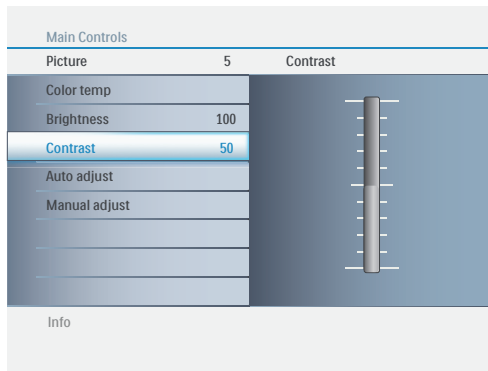 Main Controls
Picture 5 Contrast
Color temp
Brightness 100
Contrast 50
Auto adjust
Manual adjust
Info